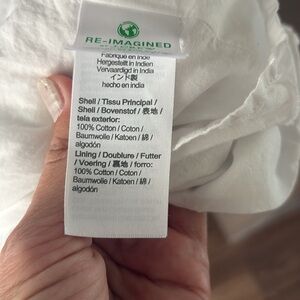 RE-IMAGINED
Fabriqué en Inde
Hergestellt in Indien
Vervaardigd in India
インド製
hecho en india
Shell / Tissu Principal /
Shell / Bovenstof / 表地 /
tela exterior:
100% Cotton / Coton /
Baumwolle / Katoen / 綿 /
algodón
Lining / Doublure / Futter
/ Voering / 裏地 / forro:
100% Cotton / Coton /
Baumwolle / Katoen / 綿 /
algodón